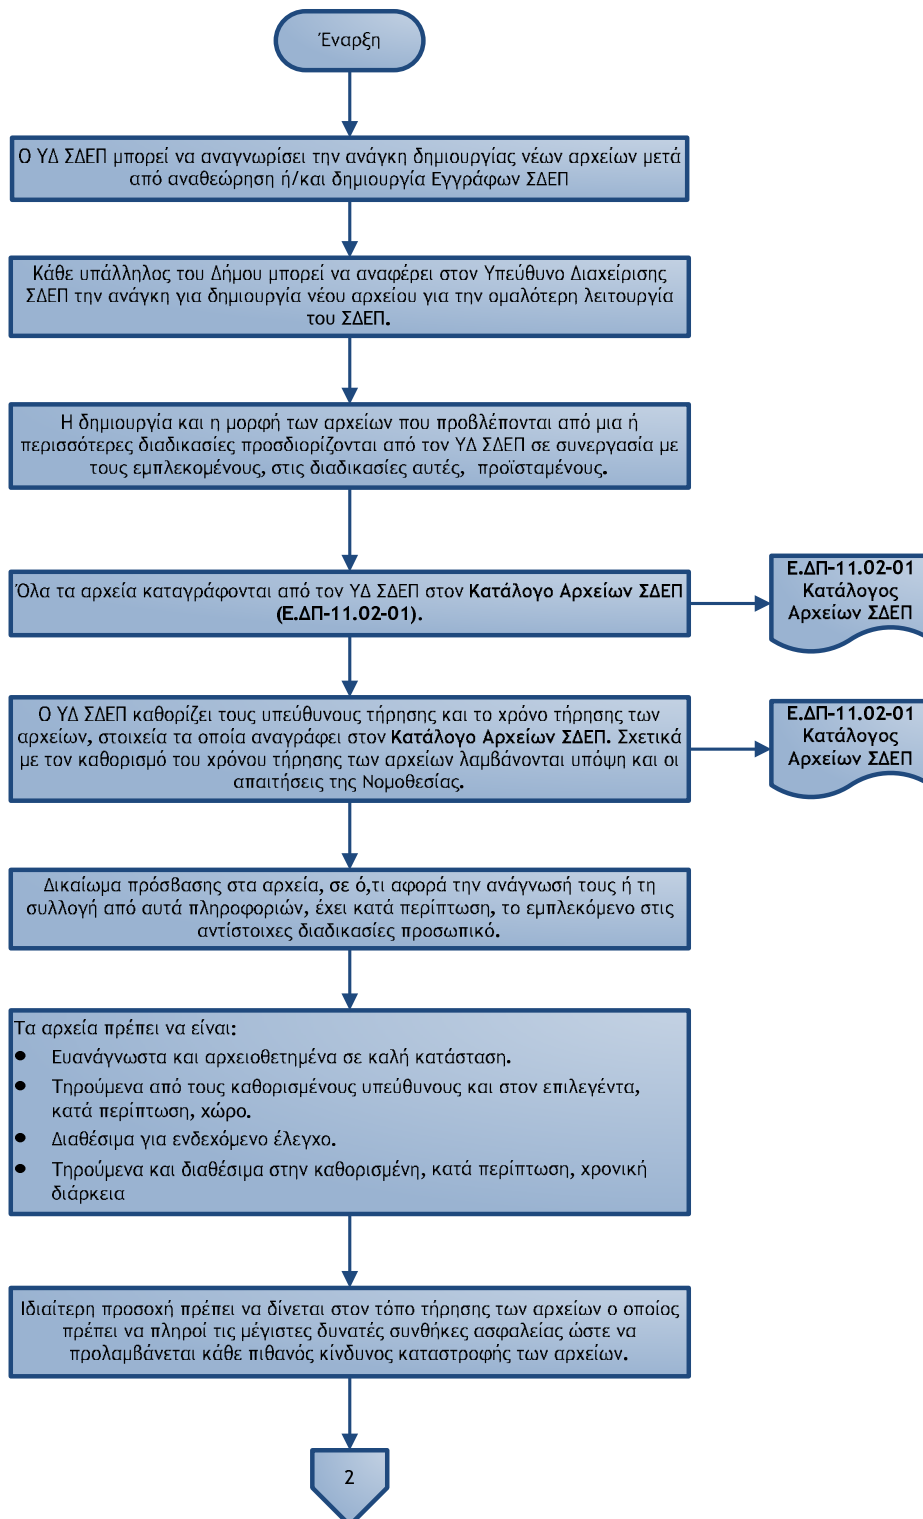 Έναρξη
Ο ΥΔ ΣΔΕΠ μπορεί να αναγνωρίσει την ανάγκη δημιουργίας νέων αρχείων μετά
από αναθεώρηση ή/και δημιουργία Εγγράφων ΣΔΕΠ
Κάθε υπάλληλος του Δήμου μπορεί να αναφέρει στον Υπεύθυνο Διαχείρισης
ΣΔΕΠ την ανάγκη για δημιουργία νέου αρχείου για την ομαλότερη λειτουργία
του ΣΔΕΠ.
Η δημιουργία και η μορφή των αρχείων που προβλέπονται από μια ή
περισσότερες διαδικασίες προσδιορίζονται από τον ΥΔ ΣΔΕΠ σε συνεργασία με
τους εμπλεκομένους, στις διαδικασίες αυτές, προϊσταμένους.
Όλα τα αρχεία καταγράφονται από τον ΥΔ ΣΔΕΠ στον Κατάλογο Αρχείων ΣΔΕΠ
(Ε.ΔΠ-11.02-01).
Ε.ΔΠ-11.02-01
Κατάλογος
Αρχείων ΣΔΕΠ
Ο ΥΔ ΣΔΕΠ καθορίζει τους υπεύθυνους τήρησης και το χρόνο τήρησης των
αρχείων, στοιχεία τα οποία αναγράφει στον Κατάλογο Αρχείων ΣΔΕΠ. Σχετικά
με τον καθορισμό του χρόνου τήρησης των αρχείων λαμβάνονται υπόψη και οι
απαιτήσεις της Νομοθεσίας.
Ε.ΔΠ-11.02-01
Κατάλογος
Αρχείων ΣΔΕΠ
Δικαίωμα πρόσβασης στα αρχεία, σε ό,τι αφορά την ανάγνωσή τους ή τη
συλλογή από αυτά πληροφοριών, έχει κατά περίπτωση, το εμπλεκόμενο στις
αντίστοιχες διαδικασίες προσωπικό.
Τα αρχεία πρέπει να είναι:
● Ευανάγνωστα και αρχειοθετημένα σε καλή κατάσταση.
● Τηρούμενα από τους καθορισμένους υπεύθυνους και στον επιλεγέντα,
κατά περίπτωση, χώρο.
● Διαθέσιμα για ενδεχόμενο έλεγχο.
● Τηρούμενα και διαθέσιμα στην καθορισμένη, κατά περίπτωση, χρονική
διάρκεια
Ιδιαίτερη προσοχή πρέπει να δίνεται στον τόπο τήρησης των αρχείων ο οποίος
πρέπει να πληροί τις μέγιστες δυνατές συνθήκες ασφαλείας ώστε να
προλαμβάνεται κάθε πιθανός κίνδυνος καταστροφής των αρχείων.
2